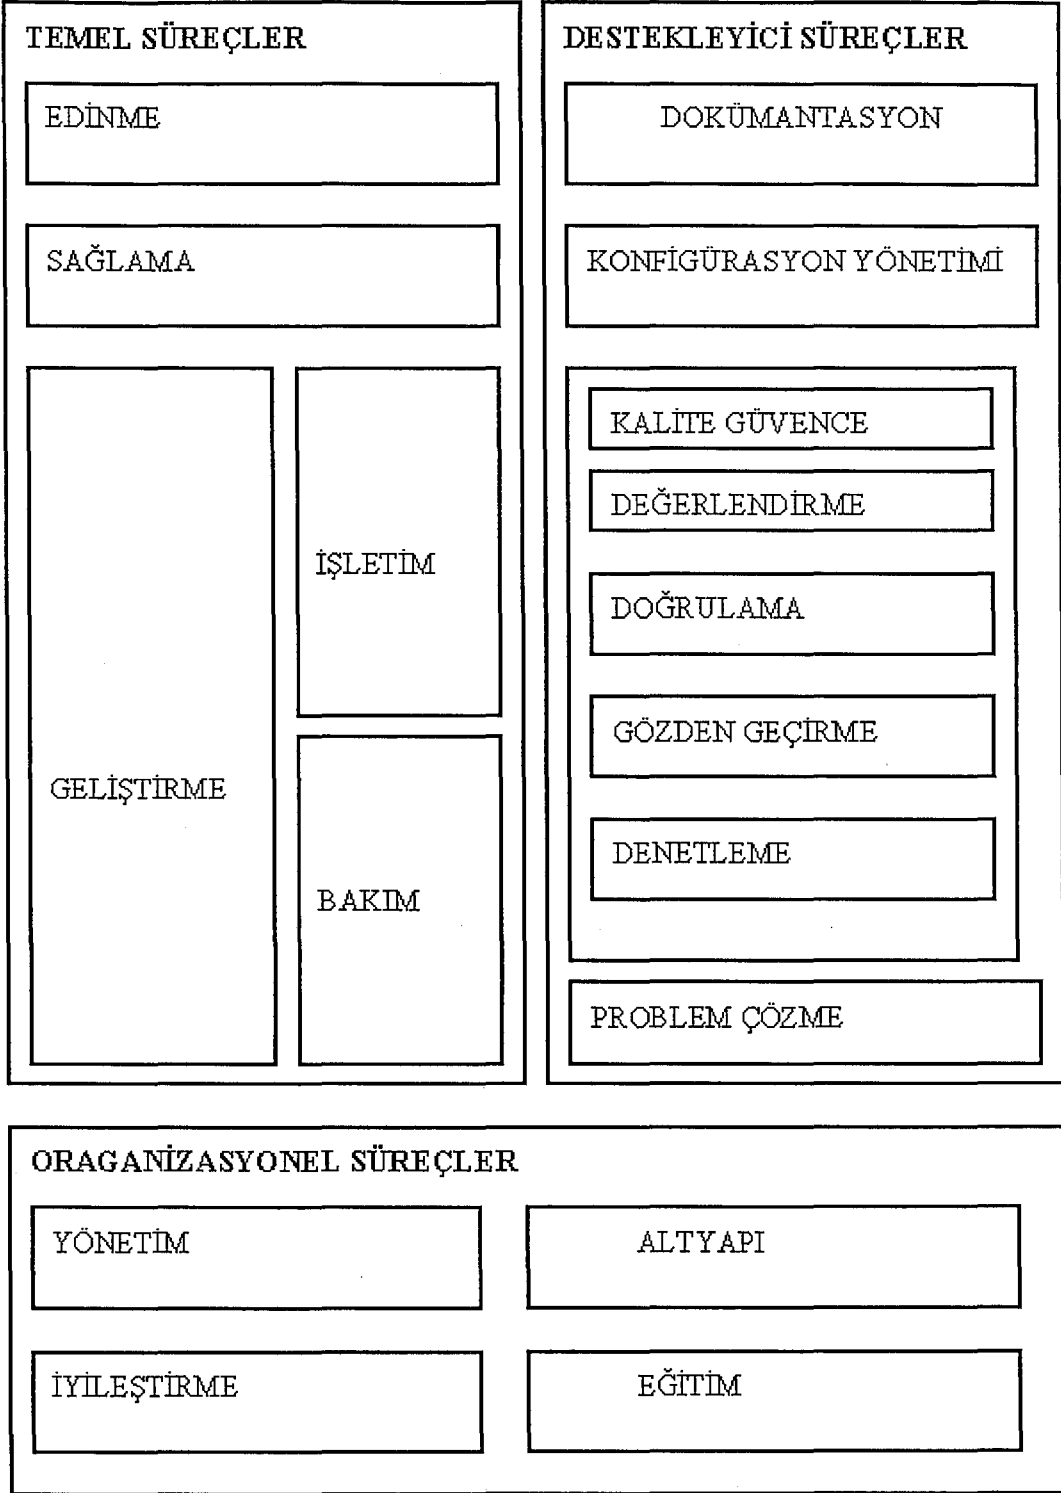 TEMEL SÜREÇLER
EDİNME
SAĞLAMA
GELİŞTİRME
İŞLETİM
BAKIM
DESTEKLEYİCİ SÜREÇLER
DOKÜMANTASYON
KONFİGÜRASYON YÖNETİMİ
KALİTE GÜVENCE
DEĞERLENDİRME
DOĞRULAMA
GÖZDEN GEÇİRME
DENETLEME
PROBLEM ÇÖZME
ORAGANİZASYONEL SÜREÇLER
YÖNETİM
ALTYAPI
İYİLEŞTİRME
EĞİTİM